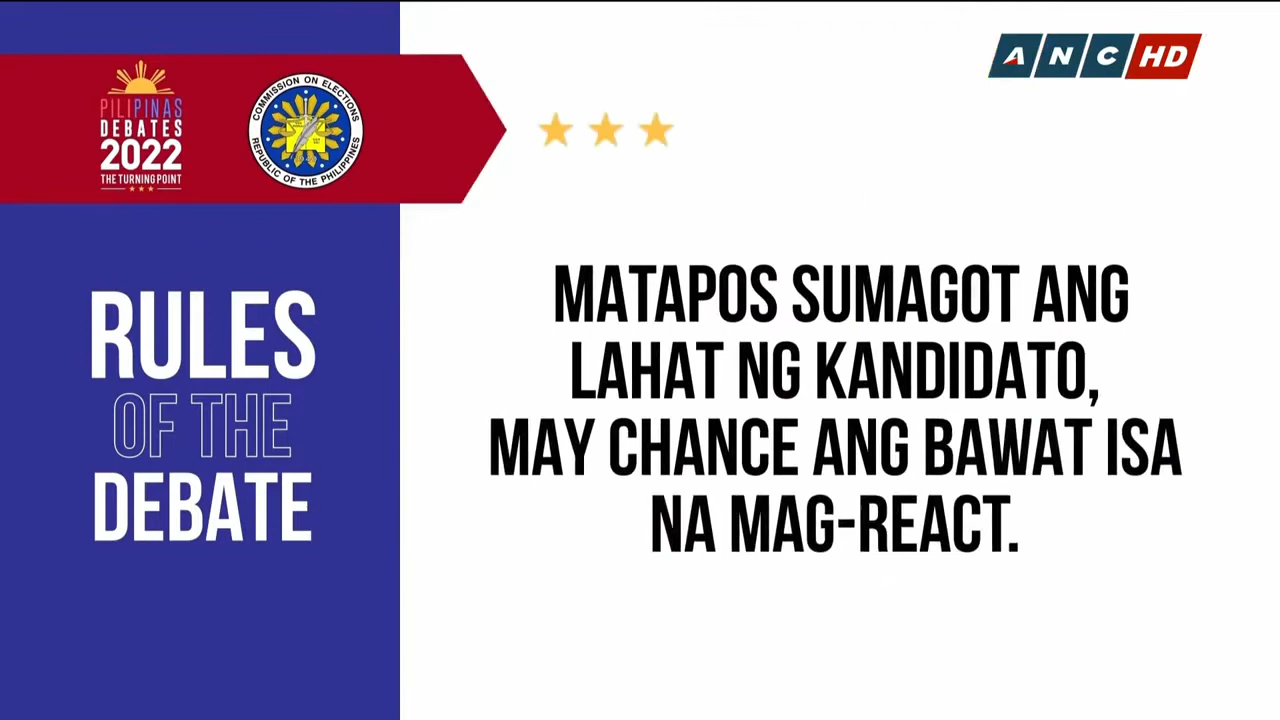 PILIPINAS
DEBATES
2022
THE TURNING POINT
COMMISSION ON ELECTIONS
REPUBLIC OF THE PHILIPPINES
ANC HD
RULES
OF THE
DEBATE
MATAPOS SUMAGOT ANG
LAHAT NG KANDIDATO,
MAY CHANCE ANG BAWAT ISA
NA MAG-REACT.